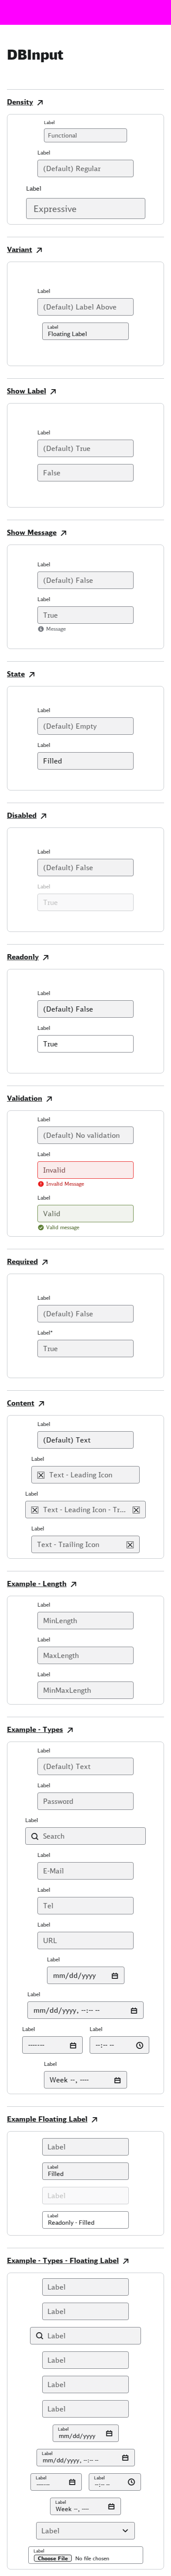 DBInput
Density
Label
Functional
Label
(Default) Regular
Label
Expressive
Variant
Label
(Default) Label Above
Label
Floating Label
Show Label
Label
(Default) True
False
Show Message
Label
(Default) False
Label
True
Message
State
Label
(Default) Empty
Label
Filled
Disabled
Label
(Default) False
Label
True
Readonly
Label
(Default) False
Label
True
Validation
Label
(Default) No validation
Label
Invalid
Invalid Message
Label
Valid
Valid message
Required
Label
(Default) False
Label*
True
Content
Label
(Default) Text
Label
Text - Leading Icon
Label
Text - Leading Icon - Tr...
Label
Text - Trailing Icon
Example - Length
Label
MinLength
Label
MaxLength
Label
MinMaxLength
Example - Types
Label
(Default) Text
Label
Password
Label
Search
Label
E-Mail
Label
Tel
Label
URL
Label
mm/dd/yyyy
Label
mm/dd/yyyy, --:-- --
Label Label
------- --:-- --
Label
Week --, ----
Example Floating Label
Label
Label
Filled
Label
Label
Readonly - Filled
Example - Types - Floating Label
Label
Label
Label
Label
Label
Label
Label
mm/dd/yyyy
Label
mm/dd/yyyy, --:-- --
Label Label
------- --:-- --
Label
Week --, ----
Label
Label
Choose File No file chosen